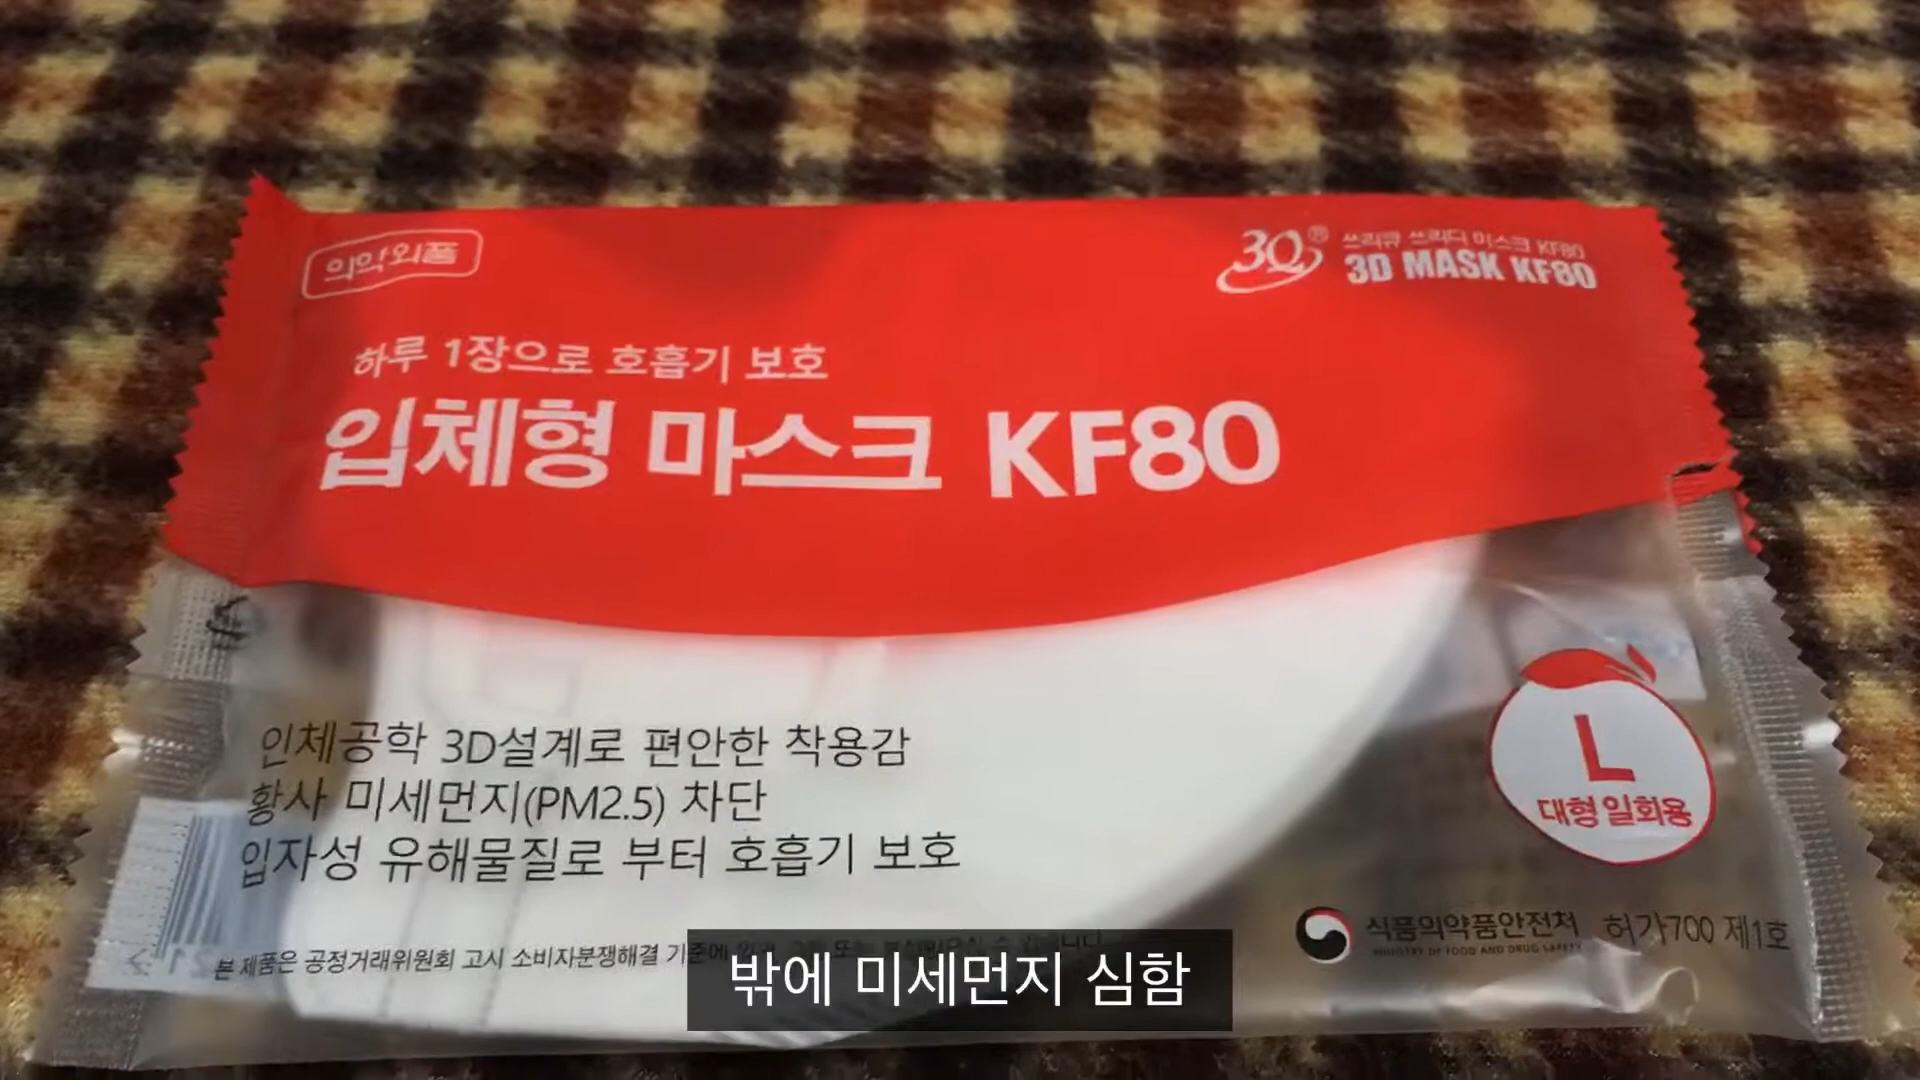 의약외품
3Q®
쓰리큐 쓰리디 마스크 KF80
3D MASK KF80
하루 1장으로 호흡기 보호
입체형 마스크 KF80
인체공학 3D설계로 편안한 착용감
황사 미세먼지(PM2.5) 차단
입자성 유해물질로 부터 호흡기 보호
L
대형 일회용
식품의약품안전처 허가700 제1호
MINISTRY OF FOOD AND DRUG SAFETY
본 제품은 공정거래위원회 고시 소비자분쟁해결 기준에
밖에 미세먼지 심함